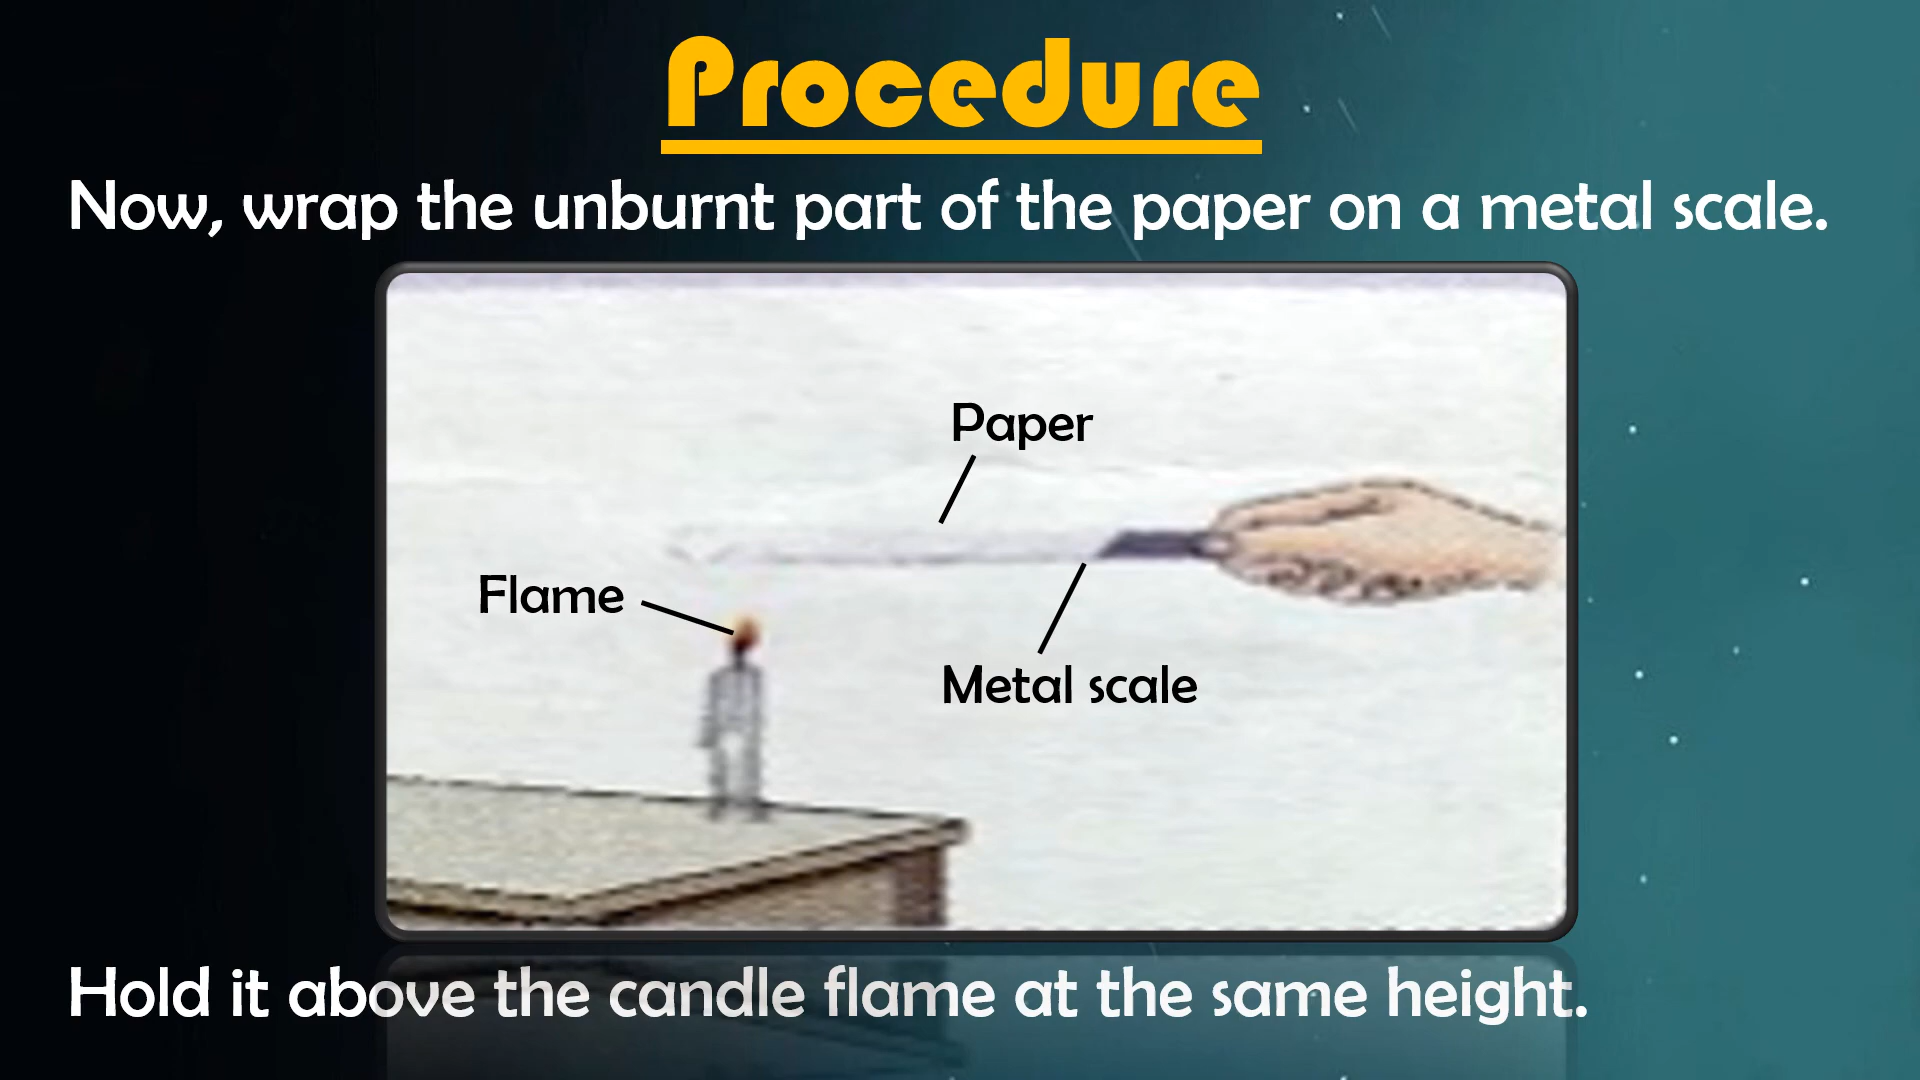 Procedure
Now, wrap the unburnt part of the paper on a metal scale.
Paper
Flame
Metal scale
Hold it above the candle flame at the same height.